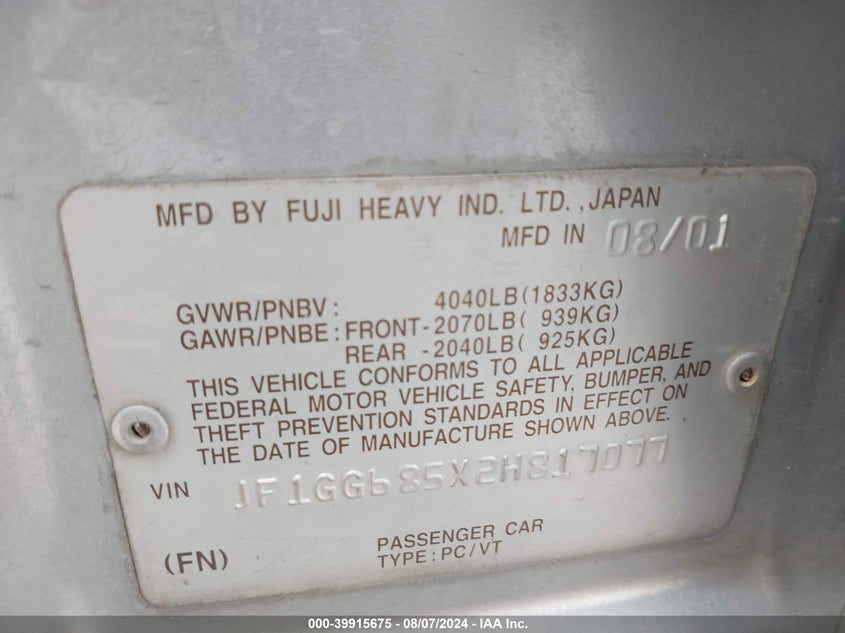 MFD BY FUJI HEAVY IND. LTD., JAPAN
MFD IN 08/01
GVWR/PNBV: 4040LB(1833KG)
GAWR/PNBE: FRONT-2070LB( 939KG)
REAR -2040LB( 925KG)
THIS VEHICLE CONFORMS TO ALL APPLICABLE
FEDERAL MOTOR VEHICLE SAFETY, BUMPER, AND
THEFT PREVENTION STANDARDS IN EFFECT ON
THE DATE OF MANUFACTURE SHOWN ABOVE.
VIN JF1GG685X2H817077
PASSENGER CAR
(FN) TYPE: PC/VT
000-39915675 - 08/07/2024 - IAA Inc.